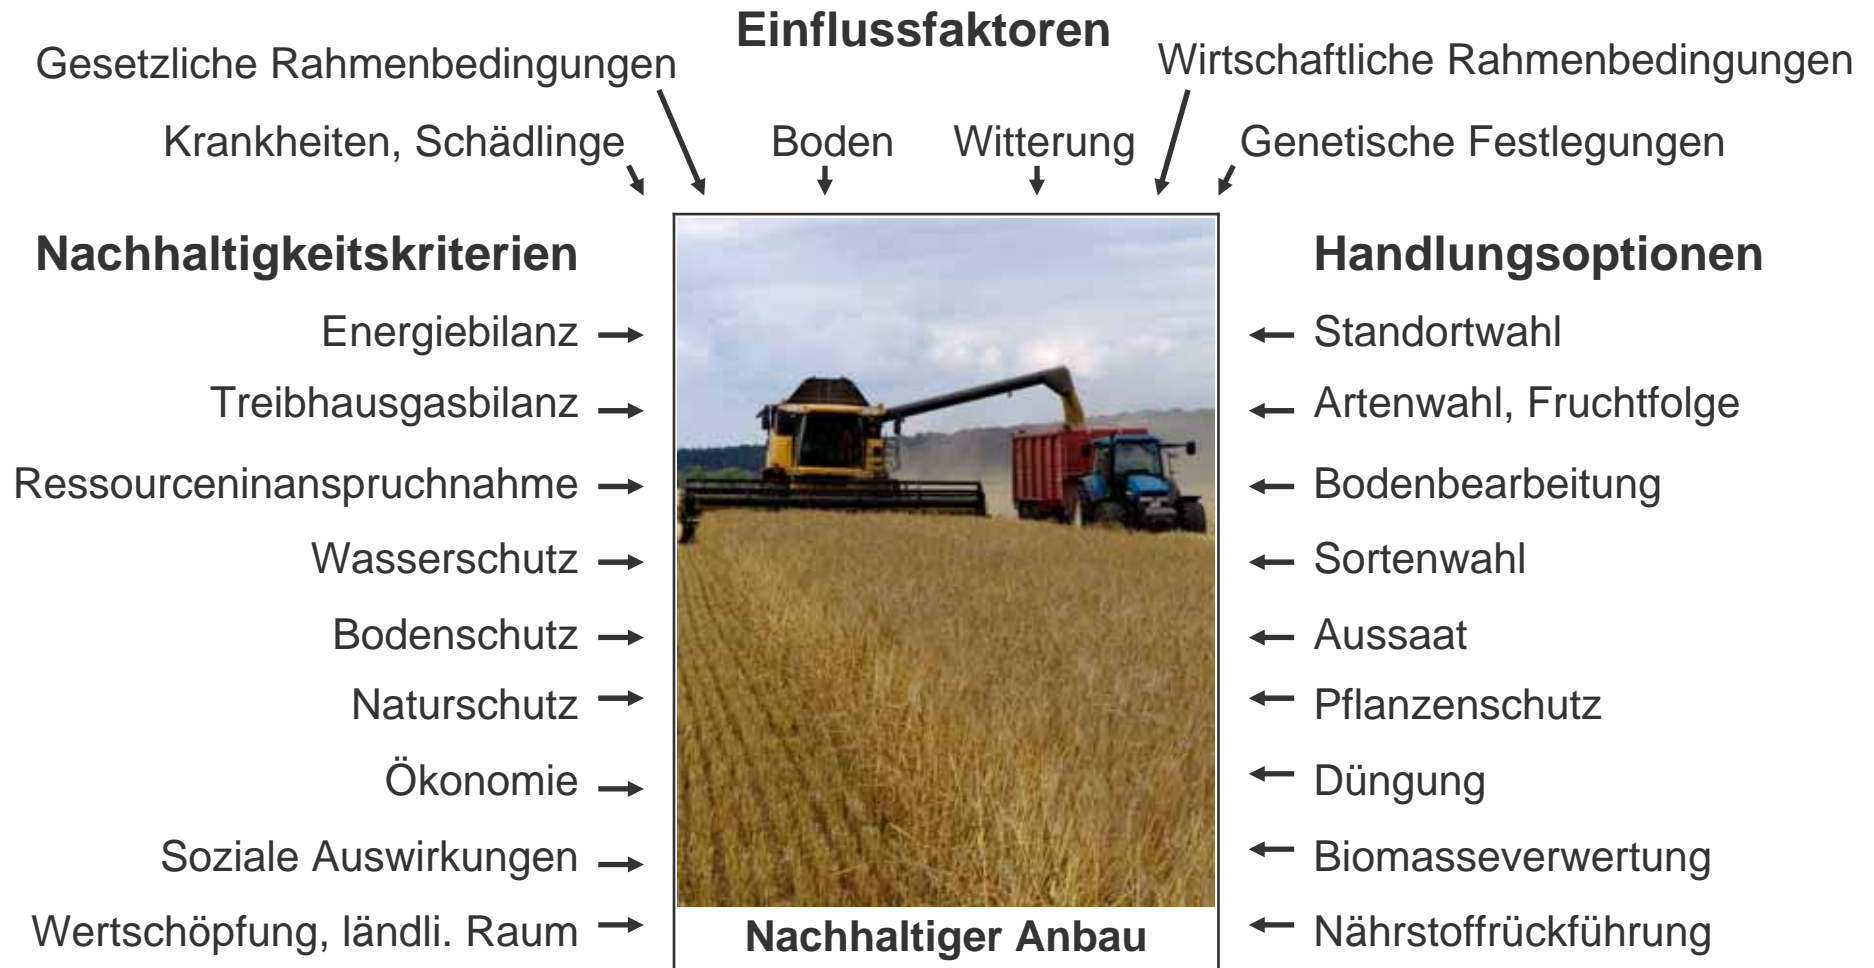 Einflussfaktoren
Gesetzliche Rahmenbedingungen
Wirtschaftliche Rahmenbedingungen
Krankheiten, Schädlinge
Boden
Witterung
Genetische Festlegungen
Nachhaltigkeitskriterien
Energiebilanz
Treibhausgasbilanz
Ressourceninanspruchnahme
Wasserschutz
Bodenschutz
Naturschutz
Ökonomie
Soziale Auswirkungen
Wertschöpfung, ländli. Raum
Nachhaltiger Anbau
Handlungsoptionen
Standortwahl
Artenwahl, Fruchtfolge
Bodenbearbeitung
Sortenwahl
Aussaat
Pflanzenschutz
Düngung
Biomasseverwertung
Nährstoffrückführung